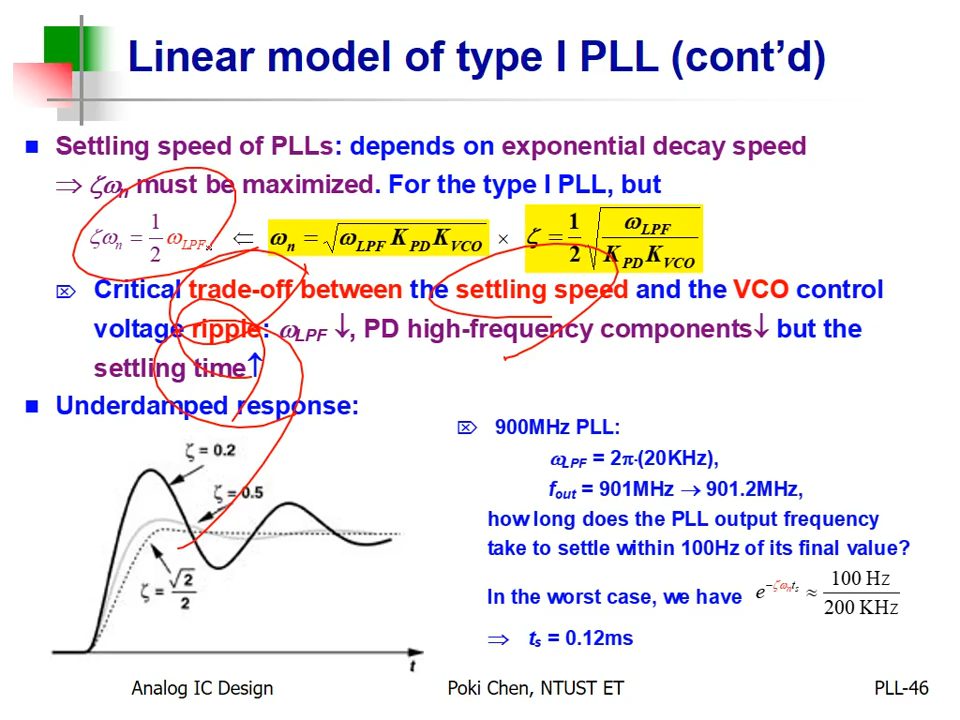 Linear model of type I PLL (cont'd)
Settling speed of PLLs: depends on exponential decay speed
⇒ ζωn must be maximized. For the type I PLL, but
ζωn = 1/2 ωLPF, ⇐ ωn = √(ωLPF KPD KVCO) × ζ = 1/2 √(ωLPF / KPD KVCO)
Critical trade-off between the settling speed and the VCO control
voltage ripple: ωLPF ↓, PD high-frequency components↓ but the
settling time↑
Underdamped response:
ζ = 0.2
ζ = 0.5
ζ = √2/2
t
900MHz PLL:
ωLPF = 2π·(20KHz),
fout = 901MHz → 901.2MHz,
how long does the PLL output frequency
take to settle within 100Hz of its final value?
In the worst case, we have e^−ζωn ts ≈ 100 Hz / 200 KHz
⇒ ts = 0.12ms
Analog IC Design
Poki Chen, NTUST ET
PLL-46